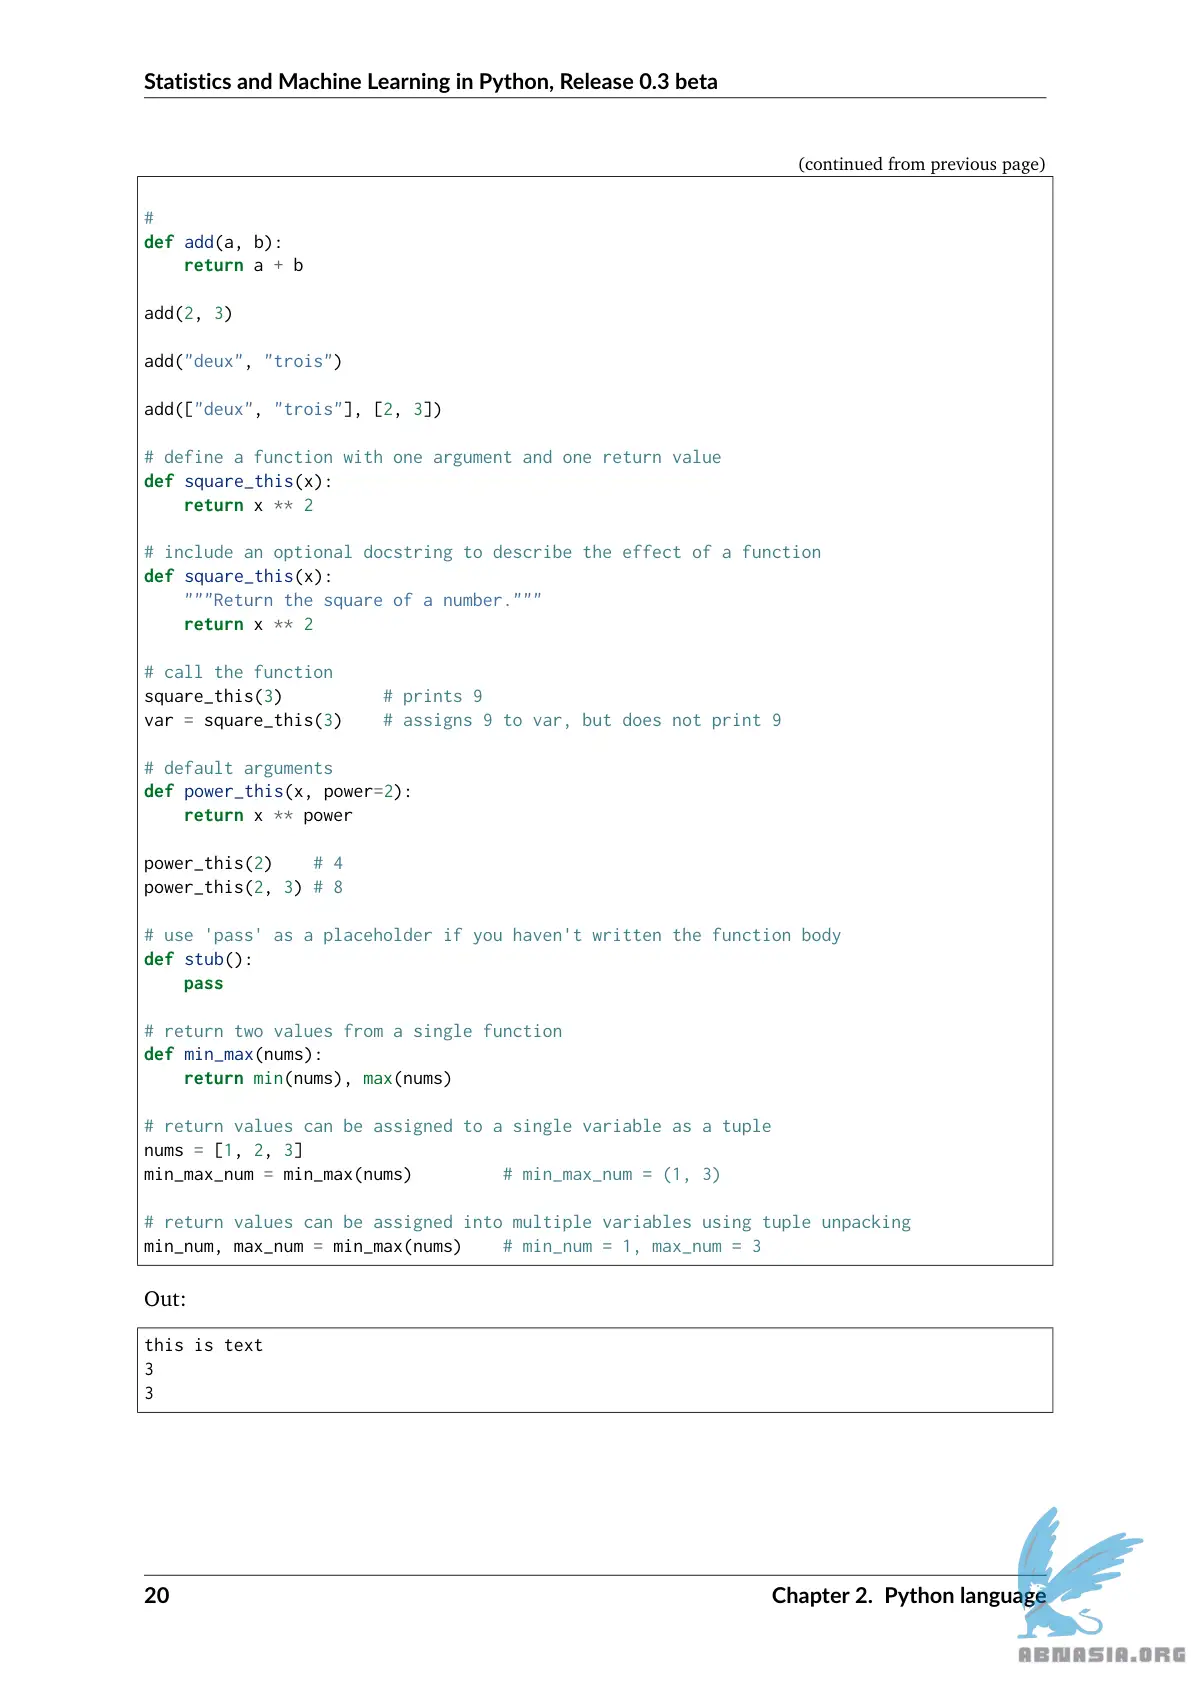 Statistics and Machine Learning in Python, Release 0.3 beta
(continued from previous page)
#
def add(a, b):
    return a + b
add(2, 3)
add("deux", "trois")
add(["deux", "trois"], [2, 3])
# define a function with one argument and one return value
def square_this(x):
    return x ** 2
# include an optional docstring to describe the effect of a function
def square_this(x):
    """Return the square of a number."""
    return x ** 2
# call the function
square_this(3)          # prints 9
var = square_this(3)    # assigns 9 to var, but does not print 9
# default arguments
def power_this(x, power=2):
    return x ** power
power_this(2)    # 4
power_this(2, 3) # 8
# use 'pass' as a placeholder if you haven't written the function body
def stub():
    pass
# return two values from a single function
def min_max(nums):
    return min(nums), max(nums)
# return values can be assigned to a single variable as a tuple
nums = [1, 2, 3]
min_max_num = min_max(nums)         # min_max_num = (1, 3)
# return values can be assigned into multiple variables using tuple unpacking
min_num, max_num = min_max(nums)    # min_num = 1, max_num = 3
Out:
this is text
3
3
20
Chapter 2. Python language
ABNASIA.ORG